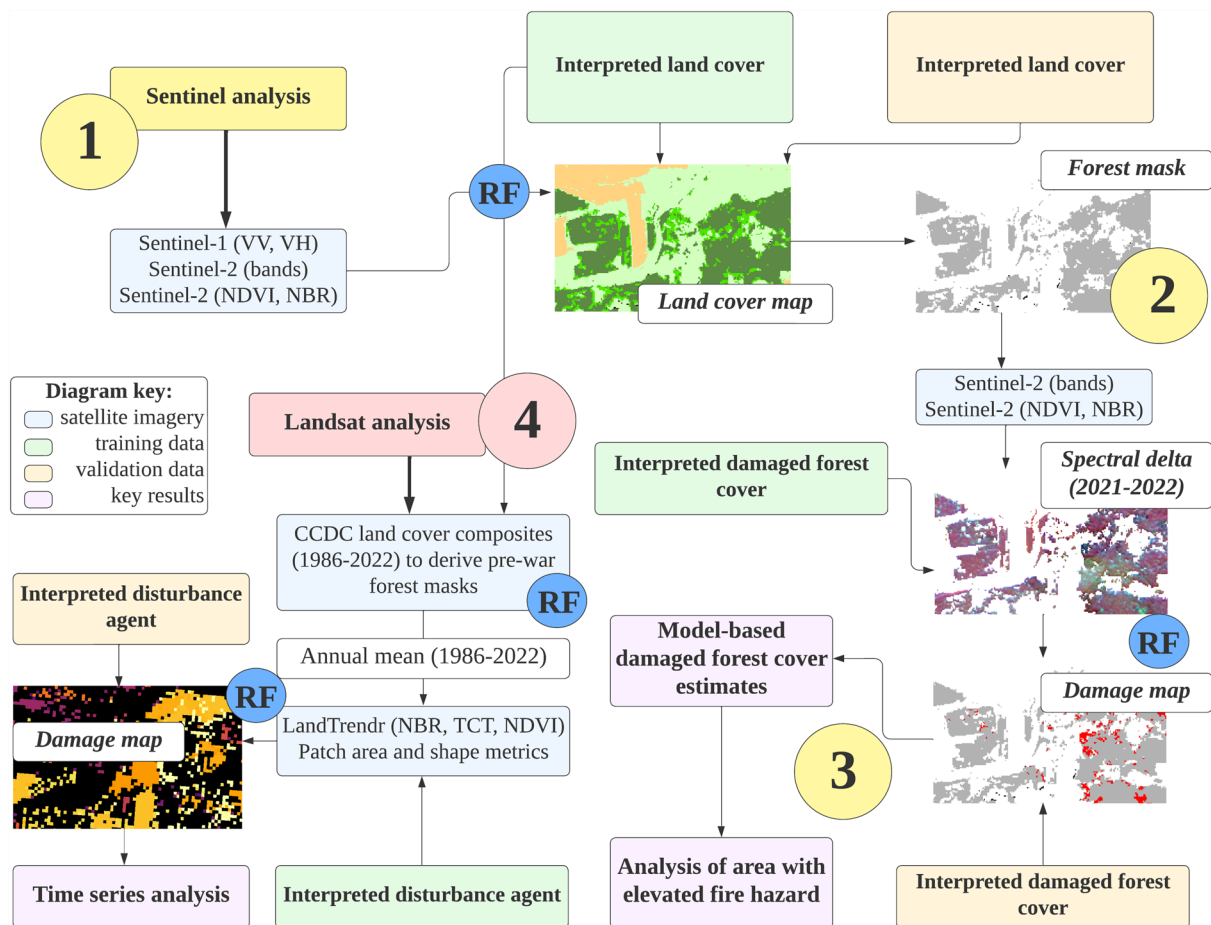 Interpreted land cover
Interpreted land cover
Sentinel analysis
1
RF
Forest mask
Sentinel-1 (VV, VH)
Sentinel-2 (bands)
Sentinel-2 (NDVI, NBR)
Land cover map
2
Diagram key:
satellite imagery
training data
validation data
key results
Landsat analysis
4
Sentinel-2 (bands)
Sentinel-2 (NDVI, NBR)
Interpreted damaged forest
cover
Spectral delta
(2021-2022)
CCDC land cover composites
(1986-2022) to derive pre-war
forest masks
RF
Interpreted disturbance
agent
Annual mean (1986-2022)
Model-based
damaged forest cover
estimates
RF
RF
Damage map
LandTrendr (NBR, TCT, NDVI)
Patch area and shape metrics
Damage map
3
Time series analysis
Interpreted disturbance agent
Analysis of area with
elevated fire hazard
Interpreted damaged forest
cover